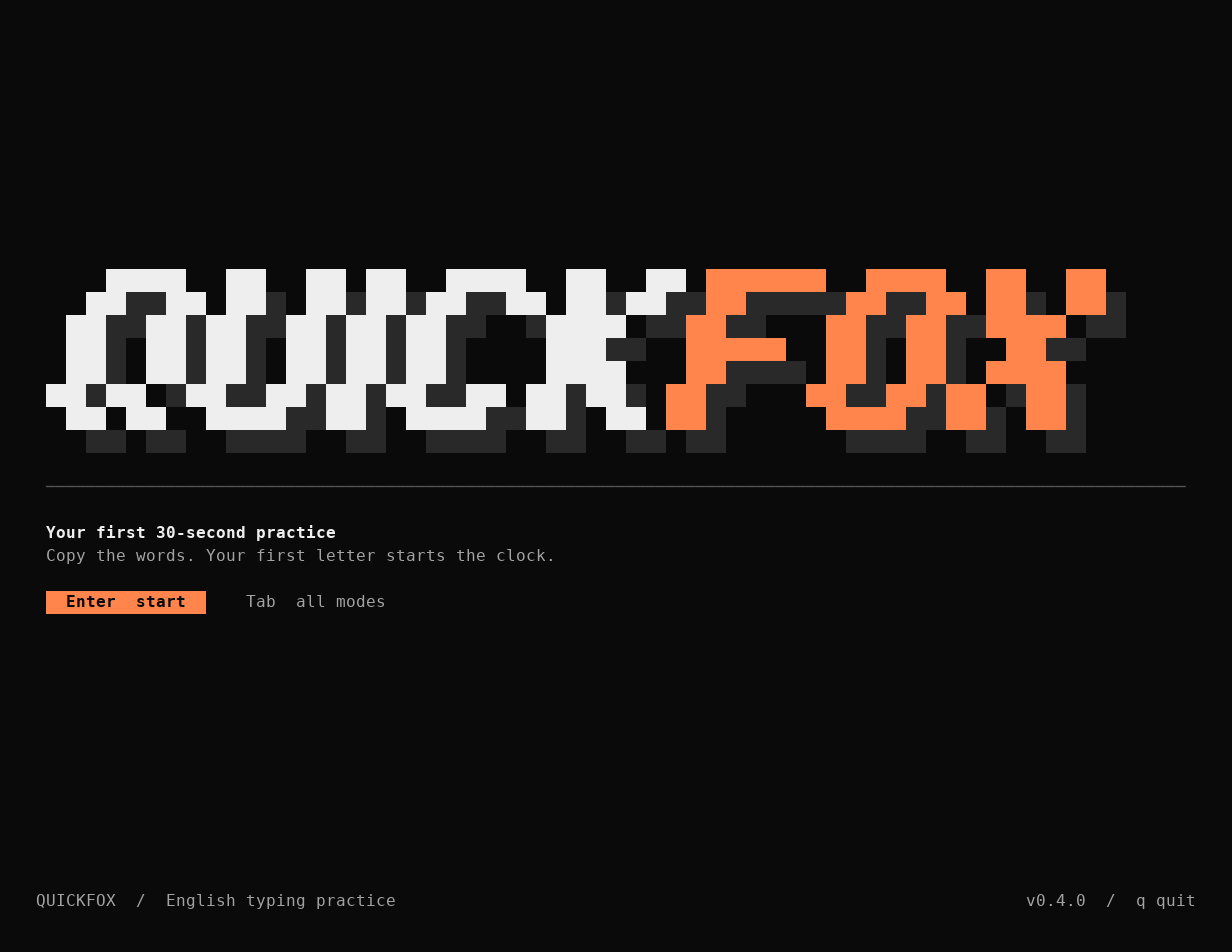 QUICKFOX
Your first 30-second practice
Copy the words. Your first letter starts the clock.
Enter  start    Tab  all modes
QUICKFOX  /  English typing practice    v0.4.0  /  q quit